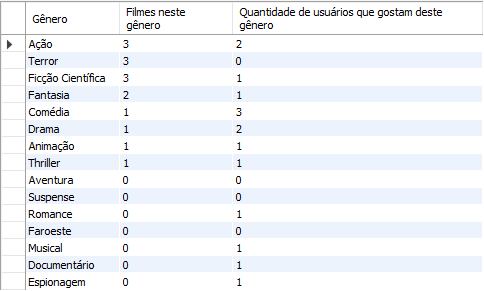 Gênero Filmes neste gênero Quantidade de usuários que gostam deste gênero
Ação 3 2
Terror 3 0
Ficção Científica 3 1
Fantasia 2 1
Comédia 1 3
Drama 1 2
Animação 1 1
Thriller 1 1
Aventura 0 0
Suspense 0 0
Romance 0 1
Faroeste 0 0
Musical 0 1
Documentário 0 1
Espionagem 0 1